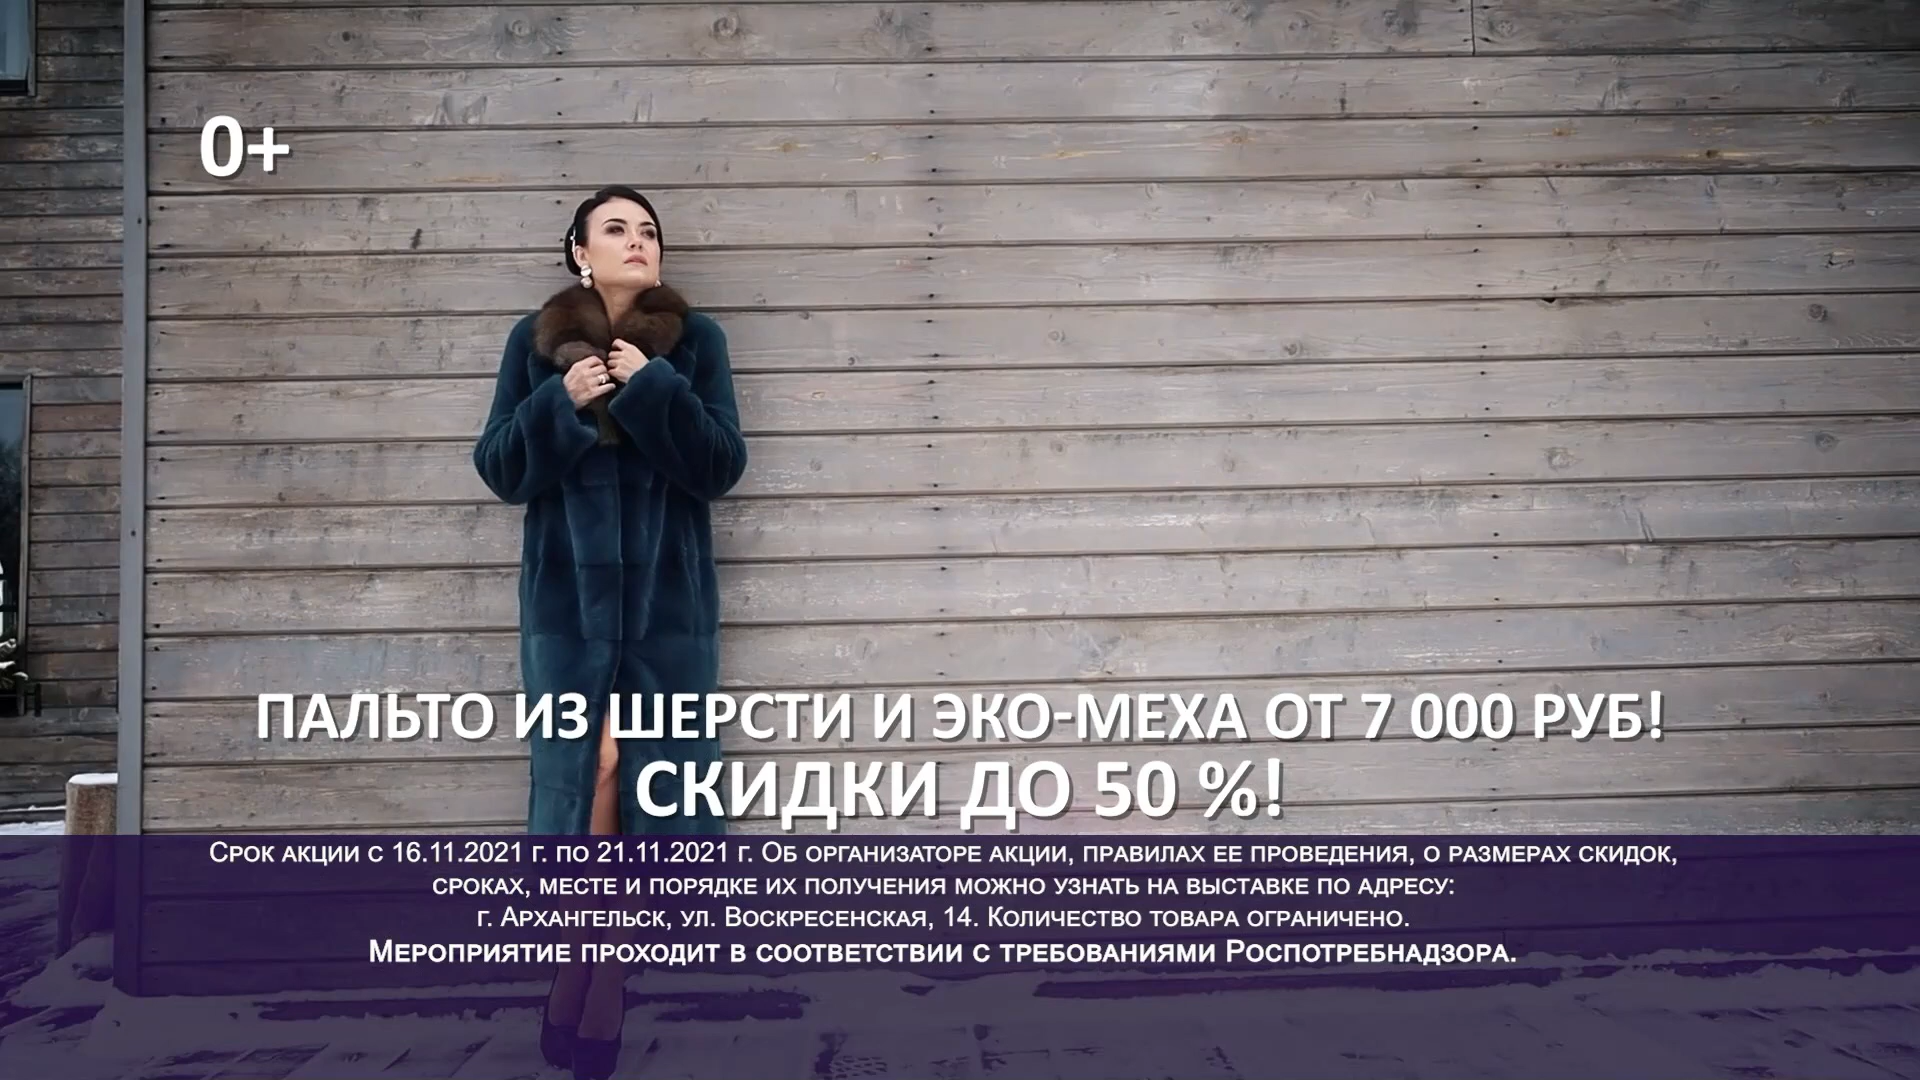 0+
ПАЛЬТО ИЗ ШЕРСТИ И ЭКО-МЕХА ОТ 7 000 РУБ!
СКИДКИ ДО 50 %!
Срок акции с 16.11.2021 г. по 21.11.2021 г. Об организаторе акции, правилах ее проведения, о размерах скидок,
сроках, месте и порядке их получения можно узнать на выставке по адресу:
г. Архангельск, ул. Воскресенская, 14. Количество товара ограничено.
Мероприятие проходит в соответствии с требованиями Роспотребнадзора.